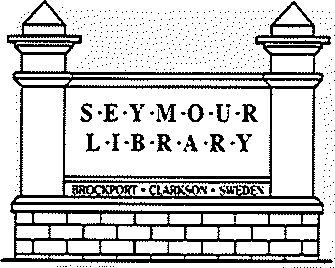 S·E·Y·M·O·U·R
L·I·B·R·A·R·Y
BROCKPORT • CLARKSON • SWEDEN